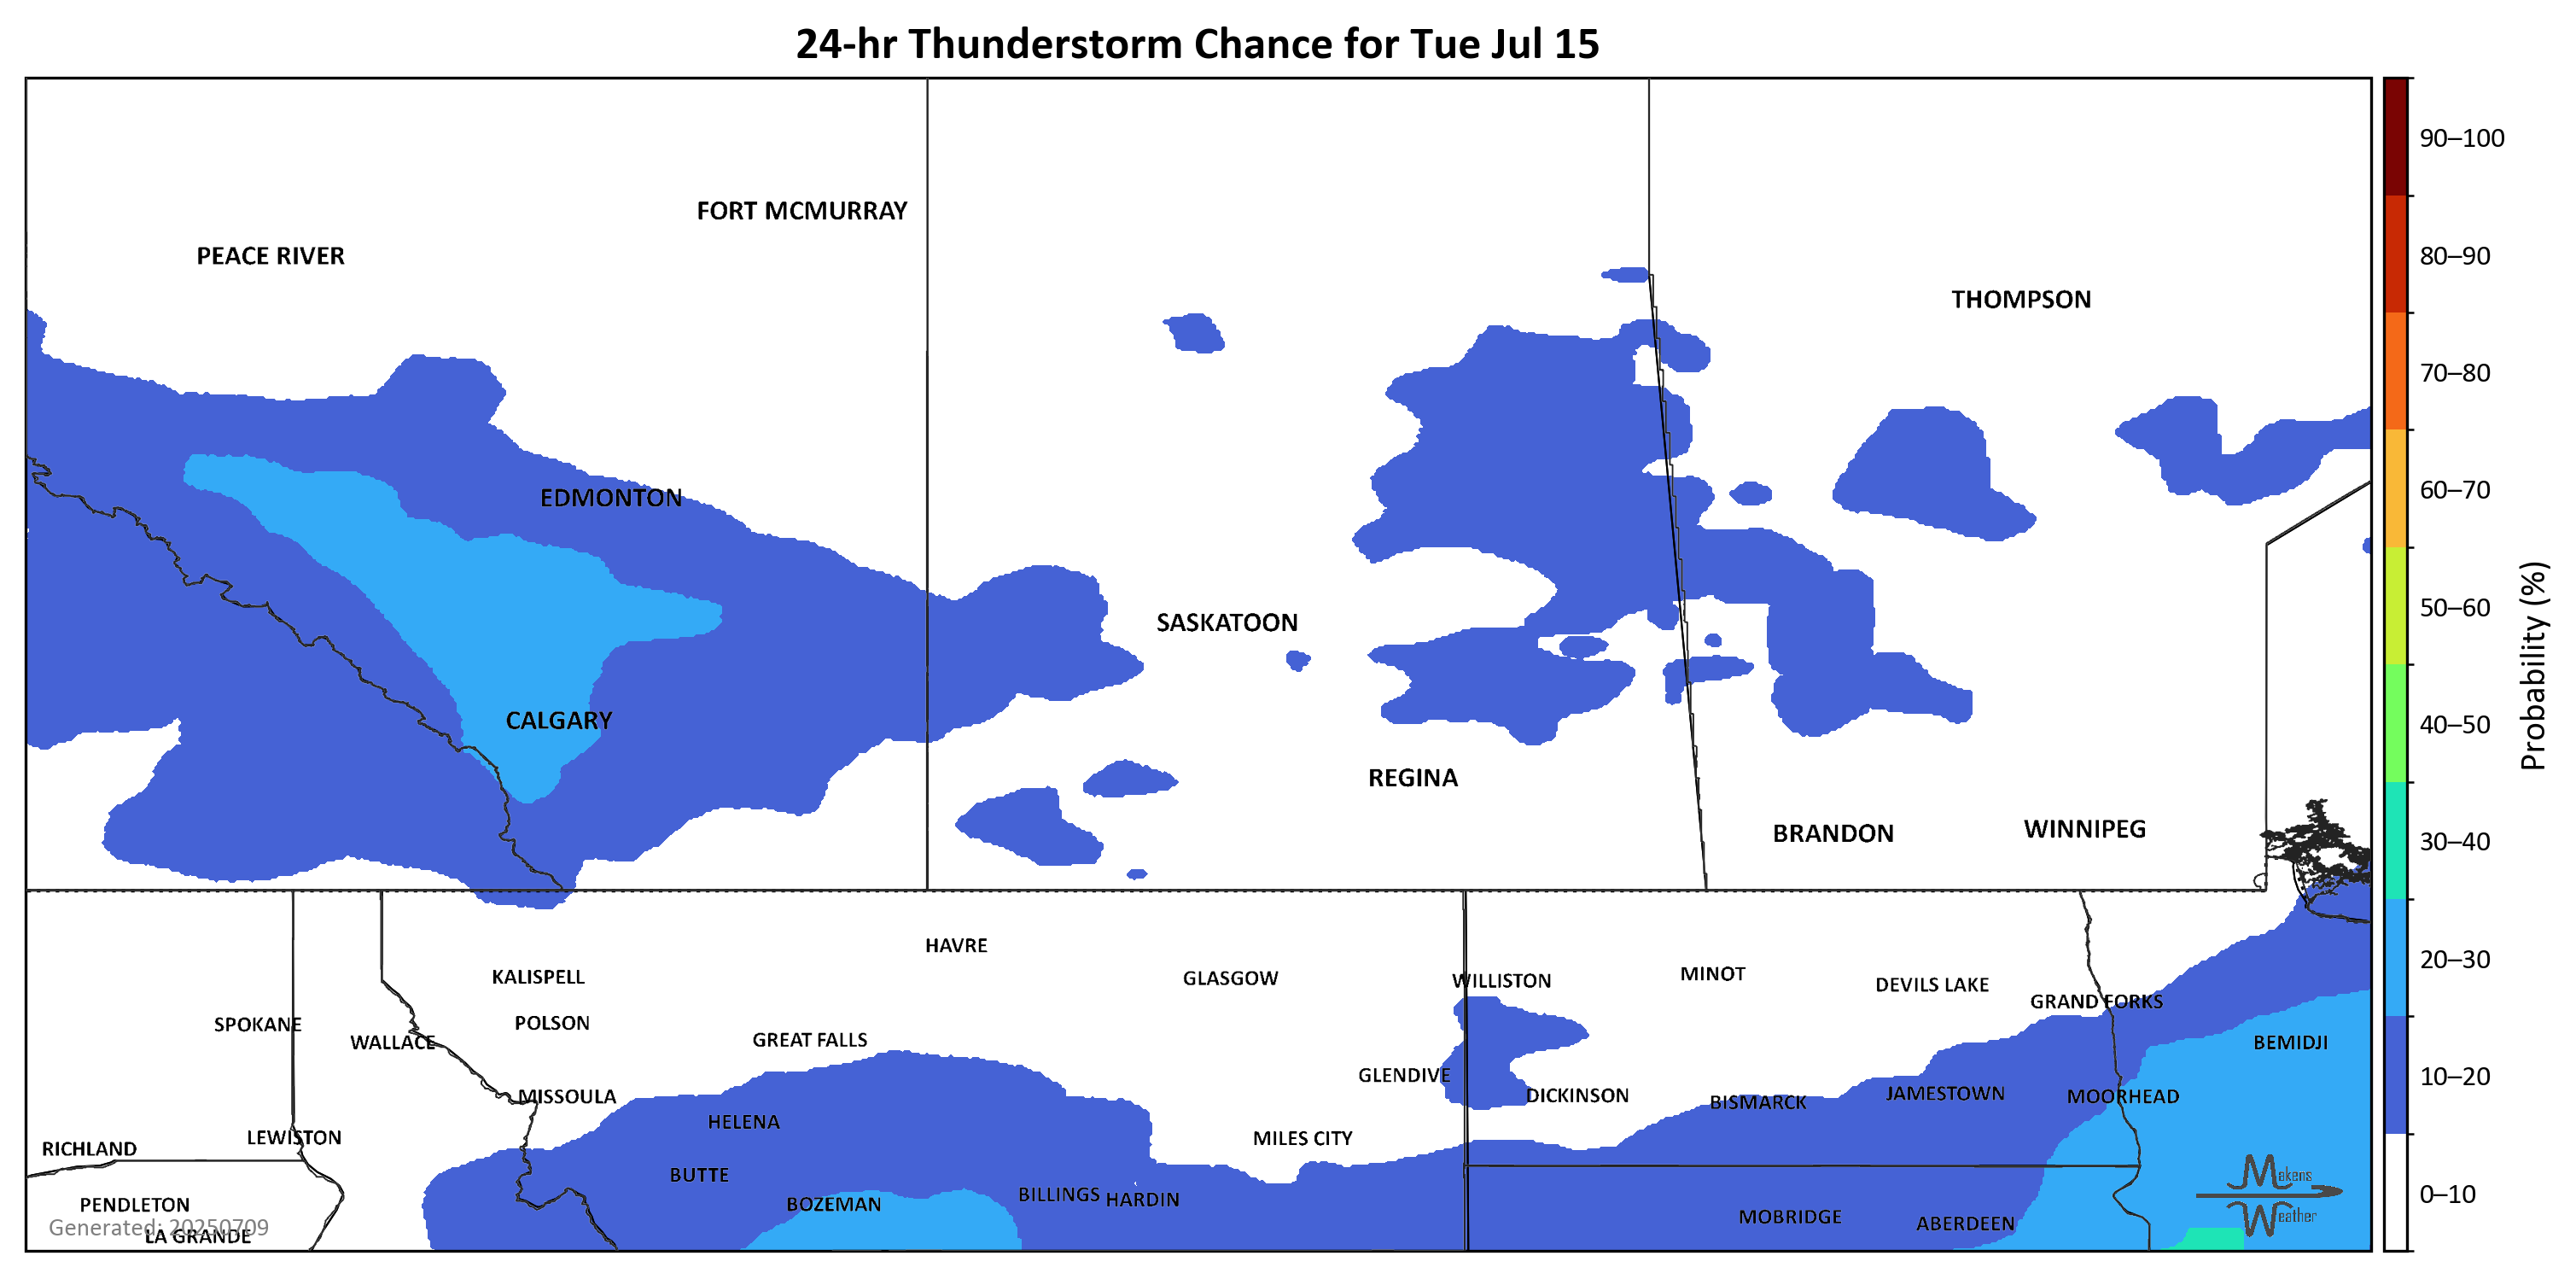 24-hr Thunderstorm Chance for Tue Jul 15
90–100
FORT MCMURRAY
PEACE RIVER
80–90
THOMPSON
70–80
EDMONTON
60–70
SASKATOON
50–60
Probability (%)
CALGARY
40–50
REGINA
BRANDON
WINNIPEG
30–40
HAVRE
20–30
KALISPELL
GLASGOW
WILLISTON
MINOT
DEVILS LAKE
GRAND FORKS
SPOKANE
POLSON
WALLACE
GREAT FALLS
BEMIDJI
GLENDIVE
10–20
MISSOULA
DICKINSON
BISMARCK
JAMESTOWN
MOORHEAD
HELENA
LEWISTON
MILES CITY
RICHLAND
BUTTE
Makens
Weather
0–10
PENDLETON
BOZEMAN
BILLINGS
HARDIN
MOBRIDGE
ABERDEEN
Generated: 20250709
LA GRANDE